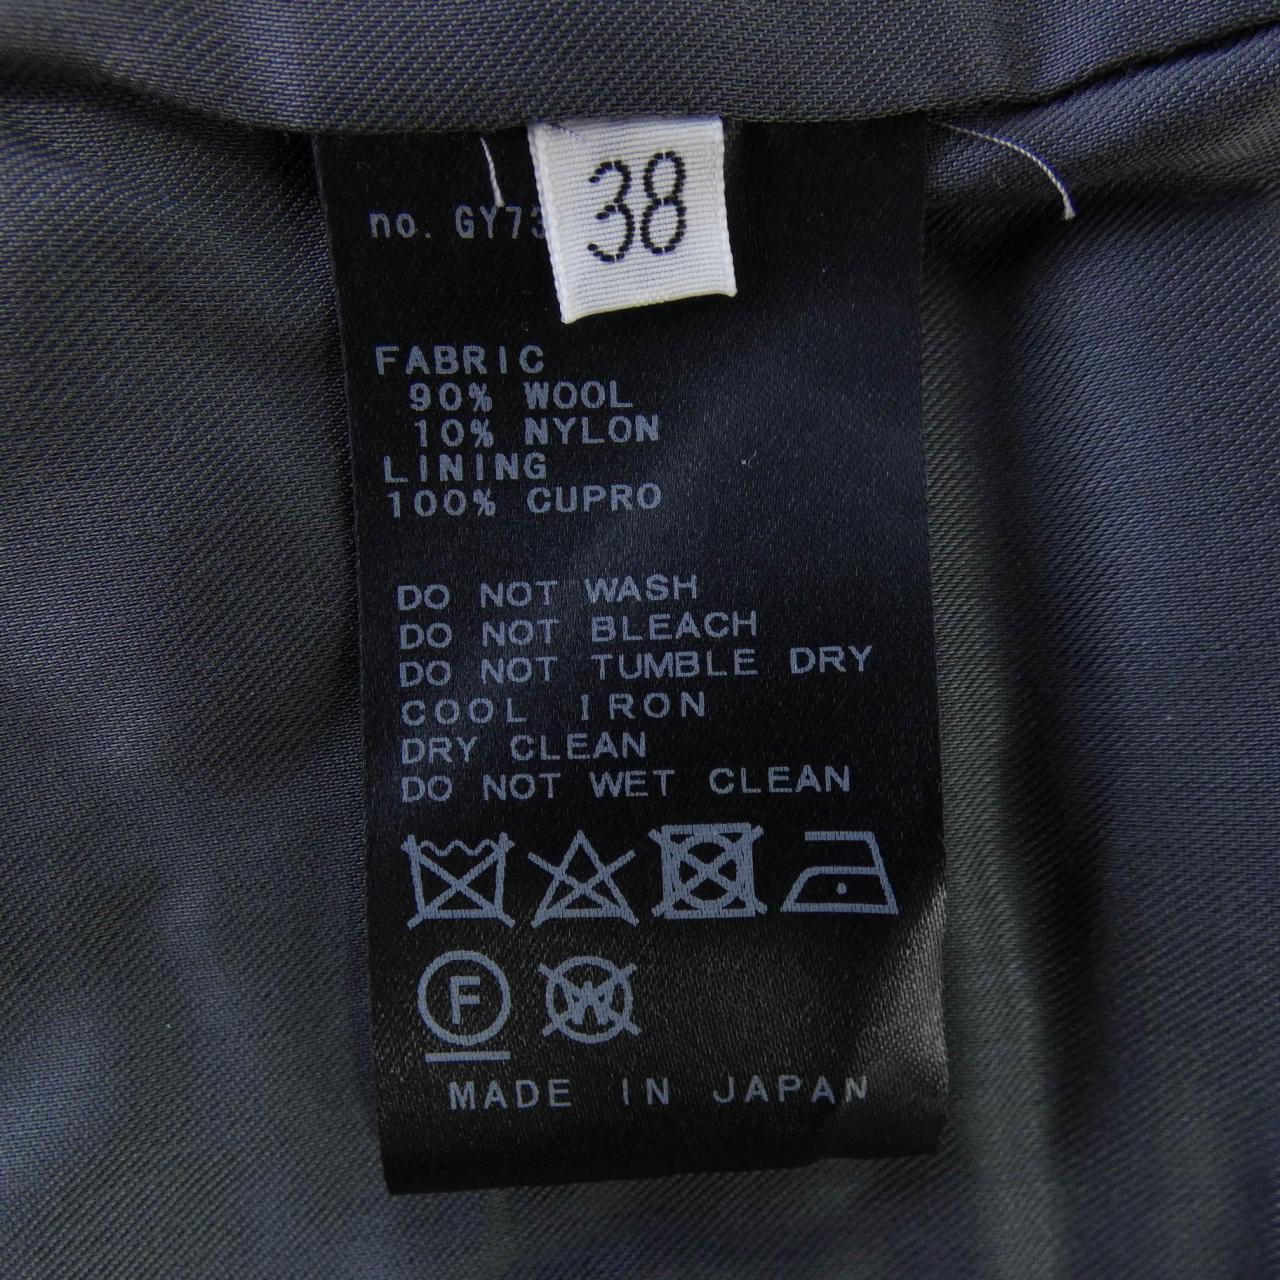 38
no. GY73
FABRIC
90% WOOL
10% NYLON
LINING
100% CUPRO
DO NOT WASH
DO NOT BLEACH
DO NOT TUMBLE DRY
COOL IRON
DRY CLEAN
DO NOT WET CLEAN
F W
MADE IN JAPAN